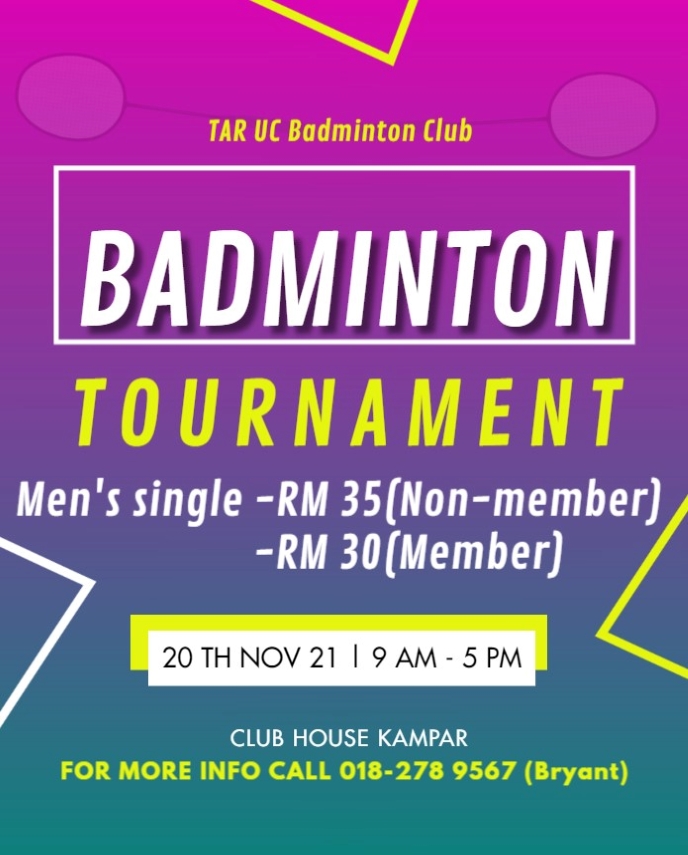 TAR UC Badminton Club
BADMINTON
TOURNAMENT
Men's single -RM 35(Non-member)
-RM 30(Member)
20 TH NOV 21 | 9 AM - 5 PM
CLUB HOUSE KAMPAR
FOR MORE INFO CALL 018-278 9567 (Bryant)